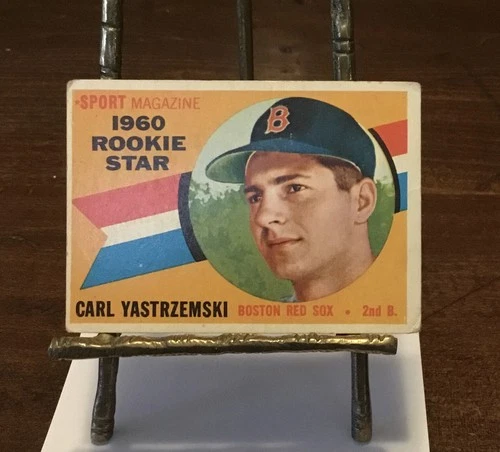 •SPORT MAGAZINE
1960
ROOKIE
STAR
B
CARL YASTRZEMSKI BOSTON RED SOX • 2nd B.